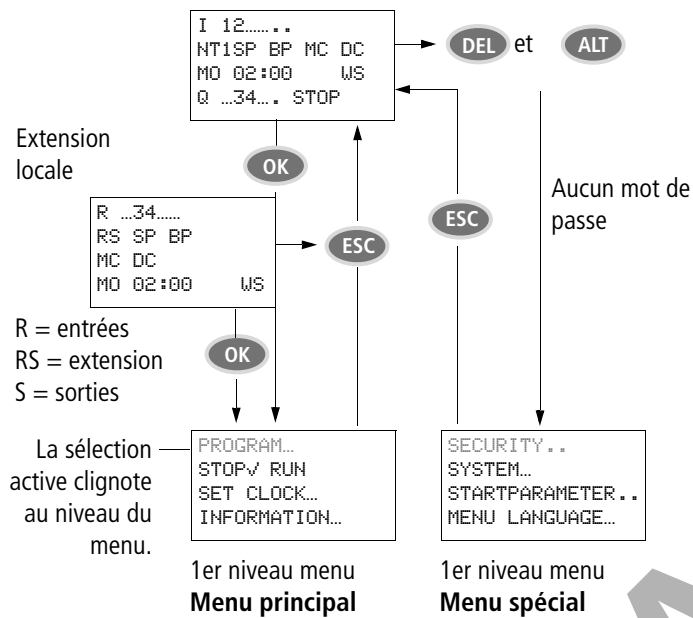 I 12........
NT1SP BP MC DC
MO 02:00 WS
Q ...34.... STOP
DEL et ALT
Extension
locale
OK
Aucun mot de
passe
ESC
R ...34......
RS SP BP
MC DC
MO 02:00 WS
ESC
R = entrées
RS = extension
S = sorties
OK
La sélection
active clignote
au niveau du
menu.
PROGRAM...
STOP√ RUN
SET CLOCK...
INFORMATION...
SECURITY..
SYSTEM...
STARTPARAMETER..
MENU LANGUAGE...
1er niveau menu
Menu principal
1er niveau menu
Menu spécial